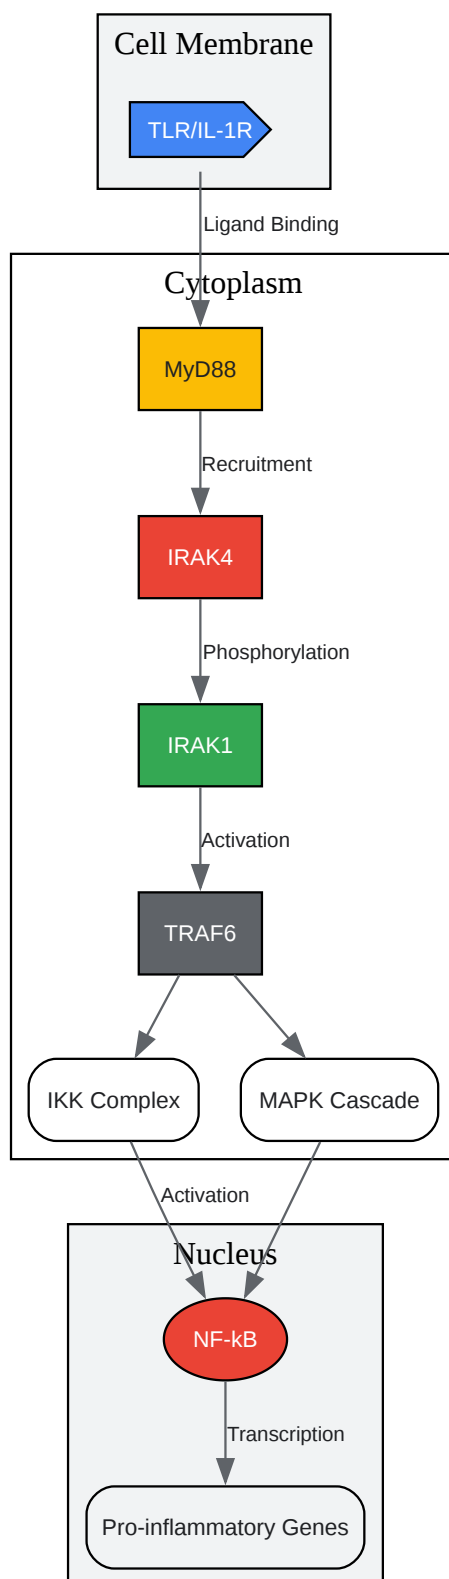 Cell Membrane
TLR/IL-1R
Ligand Binding
Cytoplasm
MyD88
Recruitment
IRAK4
Phosphorylation
IRAK1
Activation
TRAF6
IKK Complex
MAPK Cascade
Activation
Nucleus
NF-kB
Transcription
Pro-inflammatory Genes